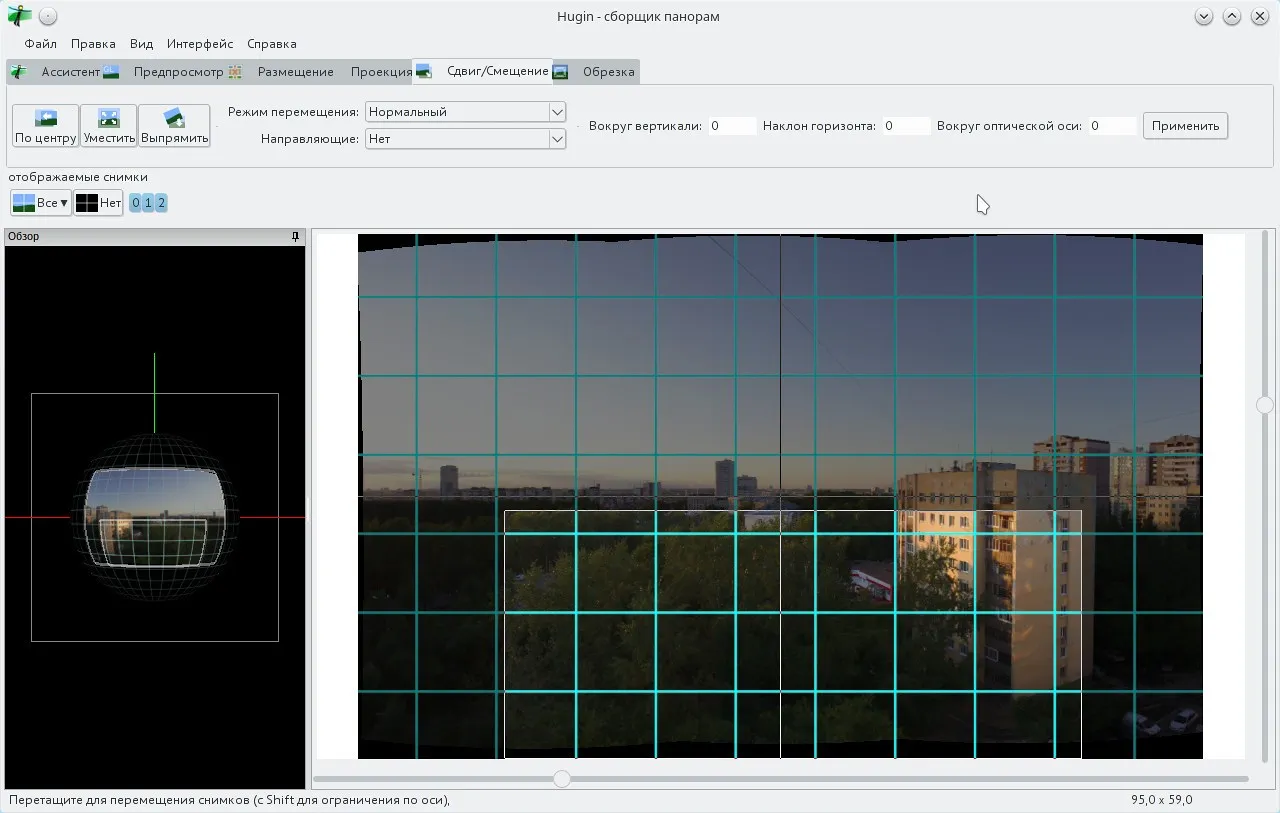 Hugin - сборщик панорам
Файл Правка Вид Интерфейс Справка
Ассистент Предпросмотр Размещение Проекция Сдвиг/Смещение Обрезка
По центру Уместить Выпрямить
Режим перемещения: Нормальный
Направляющие: Нет
Вокруг вертикали: 0 Наклон горизонта: 0 Вокруг оптической оси: 0 Применить
отображаемые снимки
Все Нет 0 1 2
Обзор
Перетащите для перемещения снимков (с Shift для ограничения по оси),
95,0 x 59,0